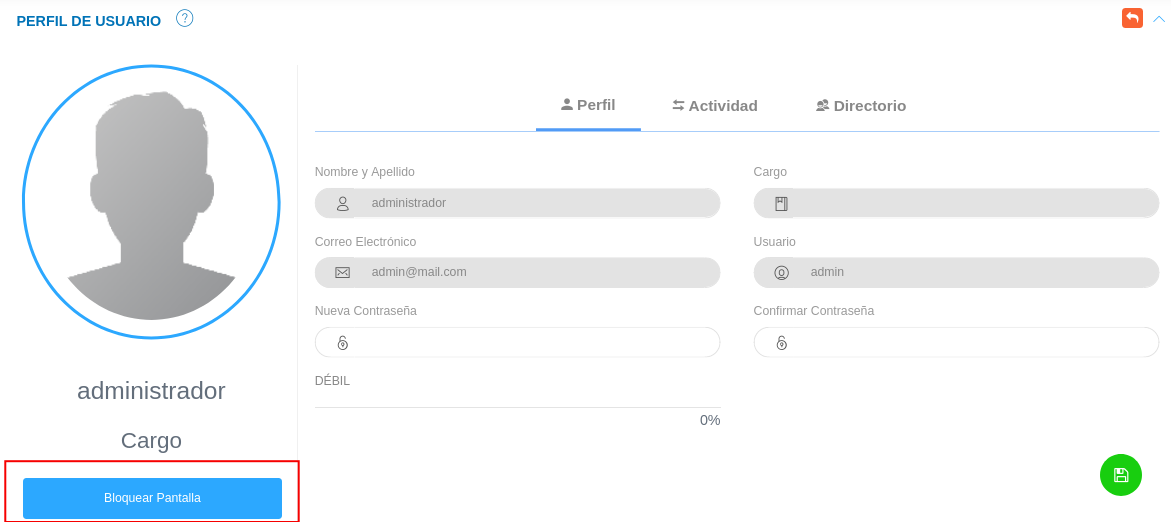 PERFIL DE USUARIO ?
Perfil
Actividad
Directorio
Nombre y Apellido
Cargo
administrador
Correo Electrónico
Usuario
admin@mail.com
admin
Nueva Contraseña
Confirmar Contraseña
DÉBIL
0%
administrador
Cargo
Bloquear Pantalla